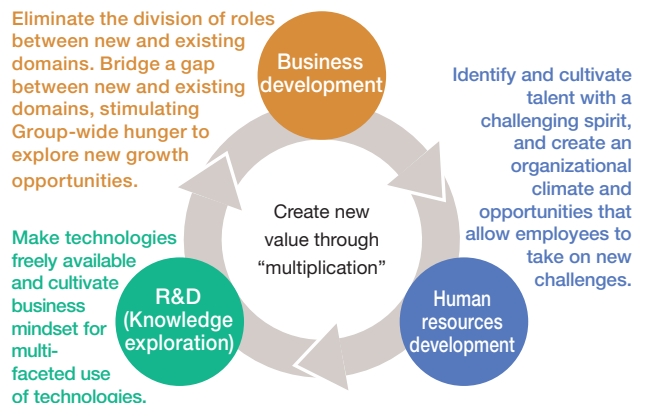 Eliminate the division of roles
between new and existing
domains. Bridge a gap
between new and existing
domains, stimulating
Group-wide hunger to
explore new growth
opportunities.
Business
development
Identify and cultivate
talent with a
challenging spirit,
and create an
organizational
climate and
opportunities that
allow employees to
take on new
challenges.
Create new
value through
“multiplication”
Make technologies
freely available
and cultivate
business
mindset for
multi-
faceted use
of technologies.
R&D
(Knowledge
exploration)
Human
resources
development